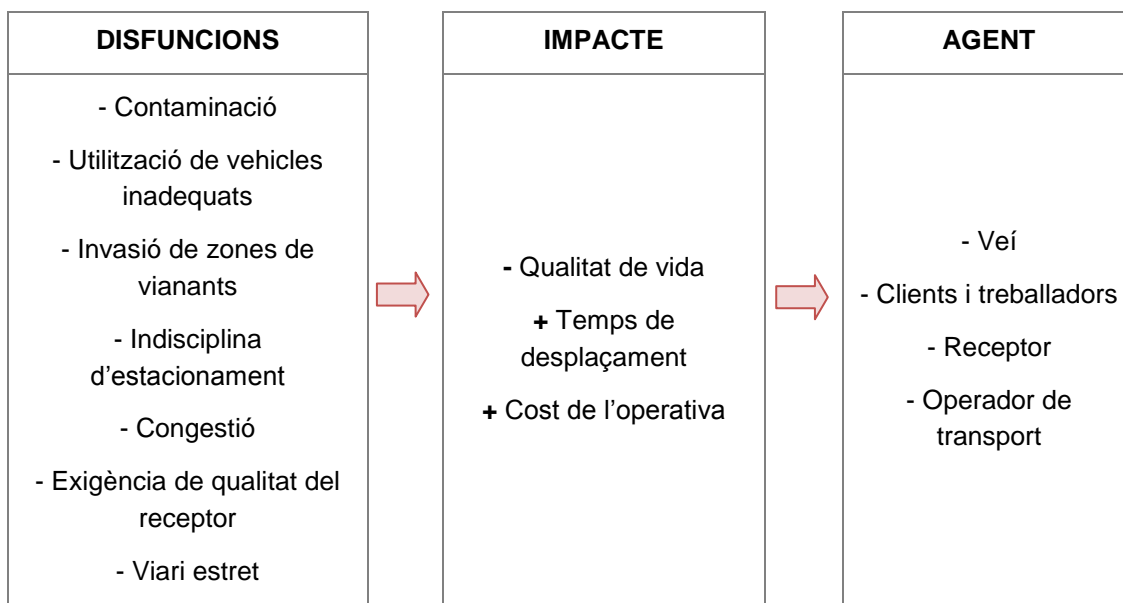 DISFUNCIONS
- Contaminació
- Utilització de vehicles
inadequats
- Invasió de zones de
vianants
- Indisciplina
d’estacionament
- Congestió
- Exigència de qualitat del
receptor
- Viari estret
IMPACTE
- Qualitat de vida
+ Temps de
desplaçament
+ Cost de l’operativa
AGENT
- Veí
- Clients i treballadors
- Receptor
- Operador de
transport